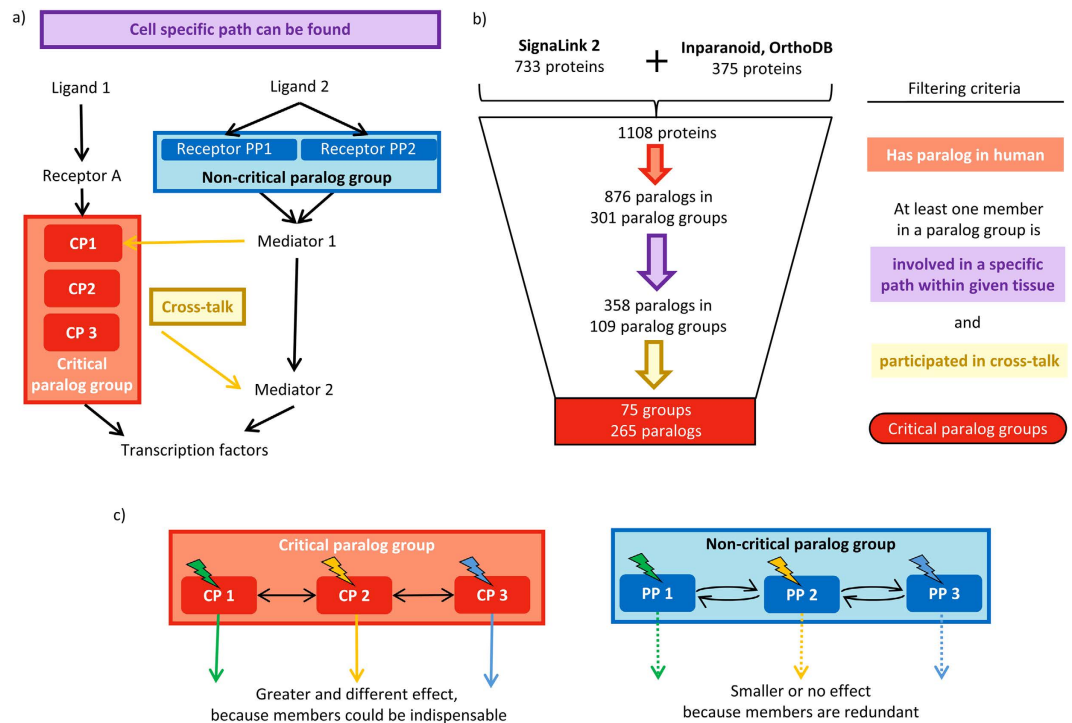 a)
Cell specific path can be found
Ligand 1
Ligand 2
Receptor PP1
Receptor PP2
Non-critical paralog group
Receptor A
CP1
CP2
CP 3
Critical
paralog group
Mediator 1
Cross-talk
Mediator 2
Transcription factors
b)
SignaLink 2
733 proteins
+
Inparanoid, OrthoDB
375 proteins
1108 proteins
876 paralogs in
301 paralog groups
358 paralogs in
109 paralog groups
75 groups
265 paralogs
Filtering criteria
Has paralog in human
At least one member
in a paralog group is
involved in a specific
path within given tissue
and
participated in cross-talk
Critical paralog groups
c)
Critical paralog group
CP 1
CP 2
CP 3
Greater and different effect,
because members could be indispensable
Non-critical paralog group
PP 1
PP 2
PP 3
Smaller or no effect
because members are redundant